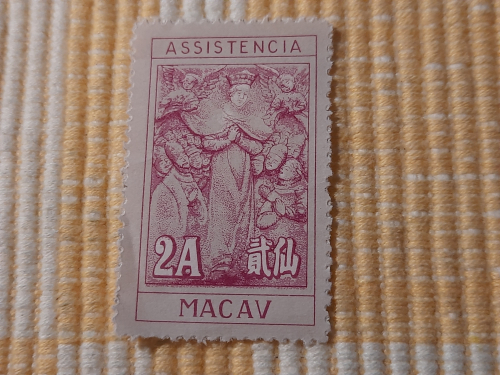 ASSISTENCIA
2A 貳仙
MACAV